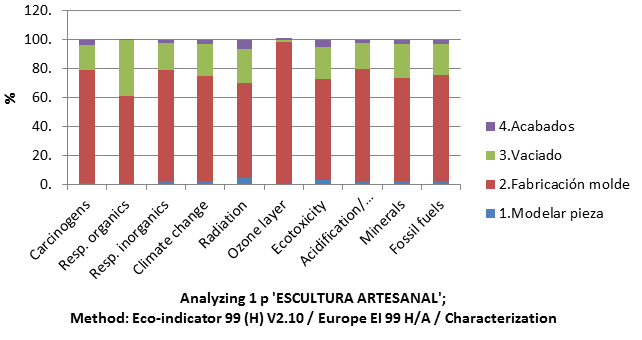 120.
100.
80.
60.
40.
20.
0.
%
Carcinogens
Resp. organics
Resp. inorganics
Climate change
Radiation
Ozone layer
Ecotoxicity
Acidification/...
Minerals
Fossil fuels
4.Acabados
3.Vaciado
2.Fabricación molde
1.Modelar pieza
Analyzing 1 p 'ESCULTURA ARTESANAL';
Method: Eco-indicator 99 (H) V2.10 / Europe EI 99 H/A / Characterization